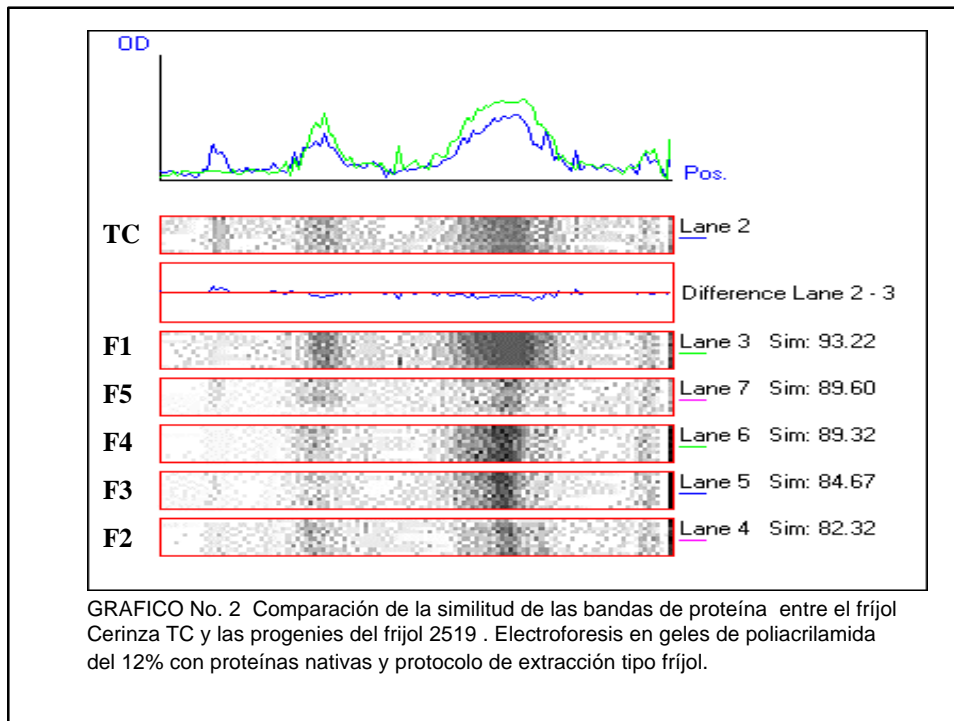 OD
Pos.
TC Lane 2
Difference Lane 2 - 3
F1 Lane 3 Sim: 93.22
F5 Lane 7 Sim: 89.60
F4 Lane 6 Sim: 89.32
F3 Lane 5 Sim: 84.67
F2 Lane 4 Sim: 82.32
GRAFICO No. 2 Comparación de la similitud de las bandas de proteína entre el fríjol
Cerinza TC y las progenies del frijol 2519 . Electroforesis en geles de poliacrilamida
del 12% con proteínas nativas y protocolo de extracción tipo fríjol.